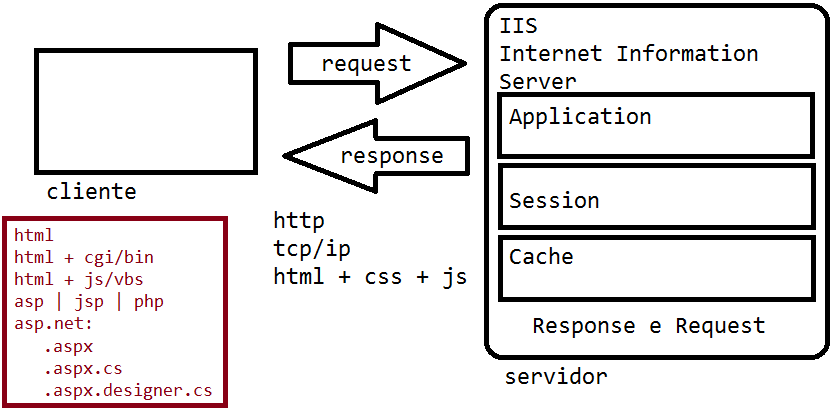 IIS
Internet Information
Server
request
Application
response
cliente
Session
http
tcp/ip
html + css + js
Cache
html
html + cgi/bin
html + js/vbs
asp | jsp | php
asp.net:
.aspx
.aspx.cs
.aspx.designer.cs
Response e Request
servidor